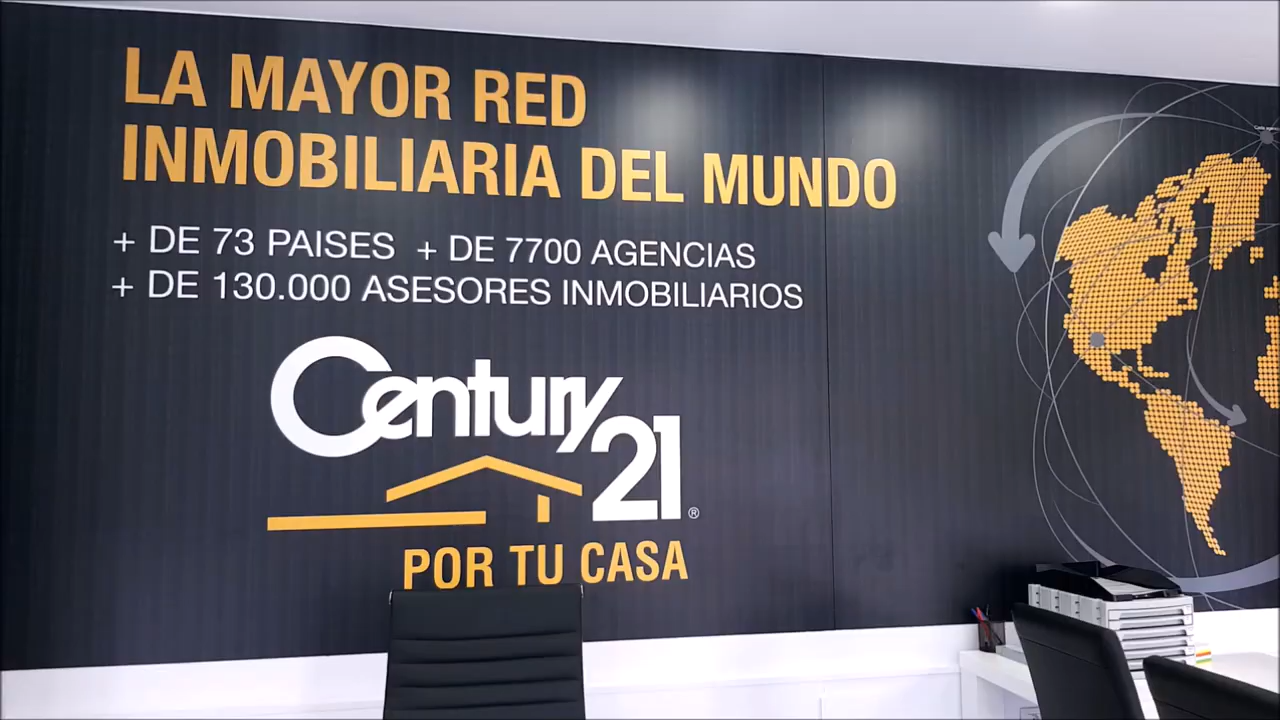 LA MAYOR RED
INMOBILIARIA DEL MUNDO
+ DE 73 PAISES + DE 7700 AGENCIAS
+ DE 130.000 ASESORES INMOBILIARIOS
Century
21®
POR TU CASA